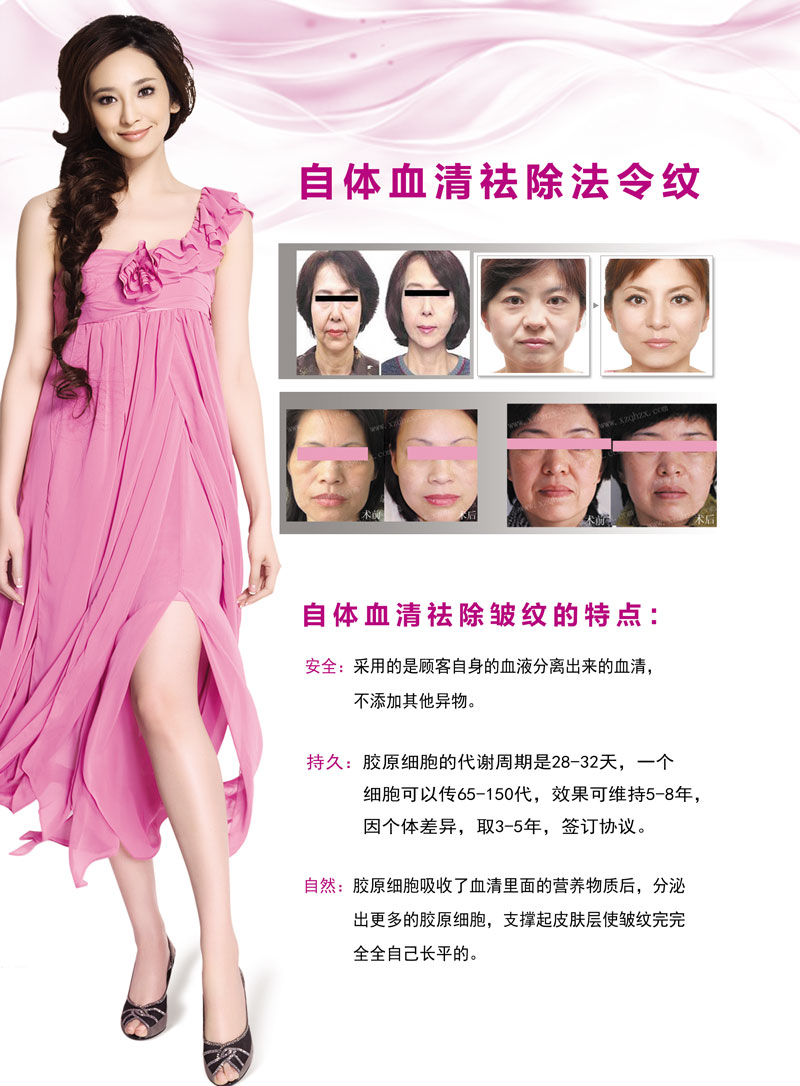 自体血清祛除法令纹
www.xzqhzx.com
术前
术后
术前
术后
自体血清祛除皱纹的特点：
安全：采用的是顾客自身的血液分离出来的血清，
不添加其他异物。
持久：胶原细胞的代谢周期是28-32天，一个
细胞可以传65-150代，效果可维持5-8年，
因个体差异，取3-5年，签订协议。
自然：胶原细胞吸收了血清里面的营养物质后，分泌
出更多的胶原细胞，支撑起皮肤层使皱纹完完
全全自己长平的。